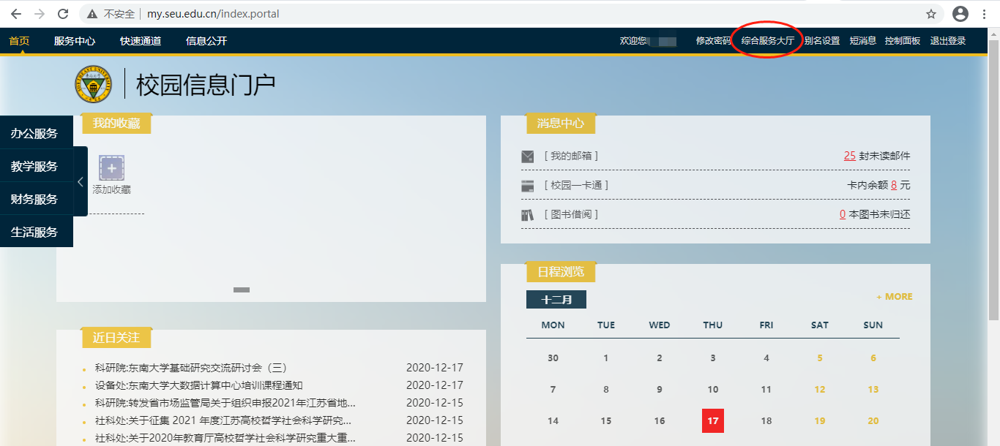 不安全 my.seu.edu.cn/index.portal
首页 服务中心 快速通道 信息公开 欢迎您 修改密码 综合服务大厅 别名设置 短消息 控制面板 退出登录
校园信息门户
办公服务
教学服务
财务服务
生活服务
我的收藏
添加收藏
消息中心
[ 我的邮箱 ] 25 封未读邮件
[ 校园一卡通 ] 卡内余额 8 元
[ 图书借阅 ] 0 本图书未归还
近日关注
科研院:东南大学基础研究交流研讨会（三） 2020-12-17
设备处:东南大学大数据计算中心培训课程通知 2020-12-17
科研院:转发省市场监管局关于组织申报2021年江苏省地... 2020-12-15
社科处:关于征集 2021 年度江苏高校哲学社会科学研究... 2020-12-15
社科处:关于2020年教育厅高校哲学社会科学研究重大重... 2020-12-15
日程浏览
十二月 + MORE
MON TUE WED THU FRI SAT SUN
30 1 2 3 4 5 6
7 8 9 10 11 12 13
14 15 16 17 18 19 20